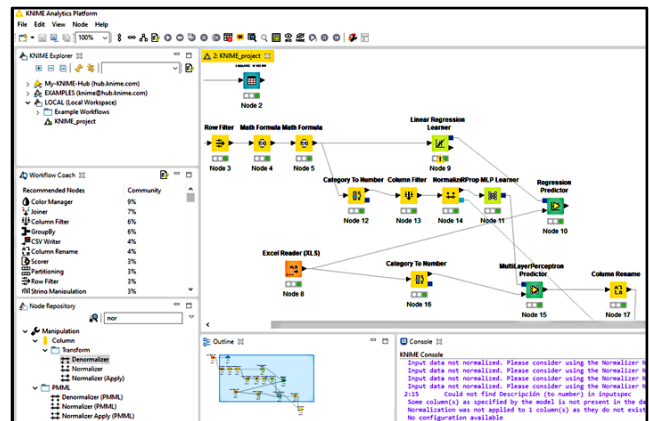 KNIME Analytics Platform
File Edit View Node Help
100%
KNIME Explorer
My-KNIME-Hub (hub.knime.com)
EXAMPLES (knime@hub.knime.com)
LOCAL (Local Workspace)
Example Workflows
KNIME_project
Workflow Coach
Recommended Nodes Community
Color Manager 9%
Joiner 7%
Column Filter 6%
GroupBy 6%
CSV Writer 4%
Column Rename 4%
Scorer 3%
Partitioning 3%
Row Filter 3%
String Manipulation 3%
Node Repository
nor
Manipulation
Column
Transform
Denormalizer
Normalizer
Normalizer (Apply)
PMML
Denormalizer (PMML)
Normalizer (PMML)
Normalizer Apply (PMML)
2: KNIME_project
Node 2
Row Filter Math Formula Math Formula
Node 3 Node 4 Node 5
Linear Regression
Learner
Node 9
Category To Number Column Filter Normalizer RProp MLP Learner
Node 12 Node 13 Node 14 Node 11
Regression
Predictor
Node 10
Excel Reader (XLS)
XLS
Node 8
Category To Number
Node 16
MultiLayerPerceptron
Predictor
Node 15
Column Rename
Node 17
Outline
Console
KNIME Console
Input data not normalized. Please consider using the Normalizer N
Input data not normalized. Please consider using the Normalizer N
Input data not normalized. Please consider using the Normalizer N
Input data not normalized. Please consider using the Normalizer N
2:15 Could not find Descripción (to number) in inputspec
Some column(s) as specified by the model is not present in the da
Normalization was not applied to 1 column(s) as they do not exist
No configuration available